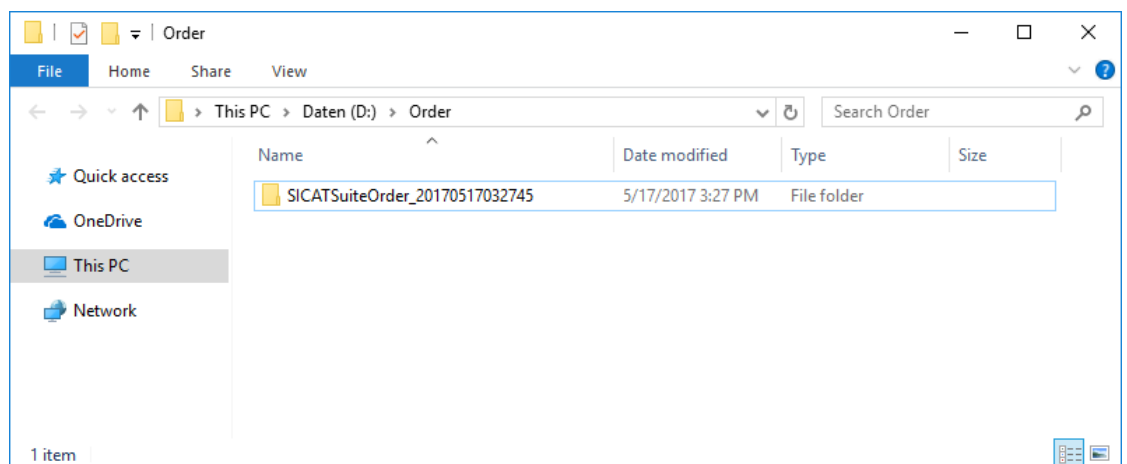 Order
File Home Share View
This PC > Daten (D:) > Order Search Order
Name Date modified Type Size
Quick access
SICATSuiteOrder_20170517032745 5/17/2017 3:27 PM File folder
OneDrive
This PC
Network
1 item